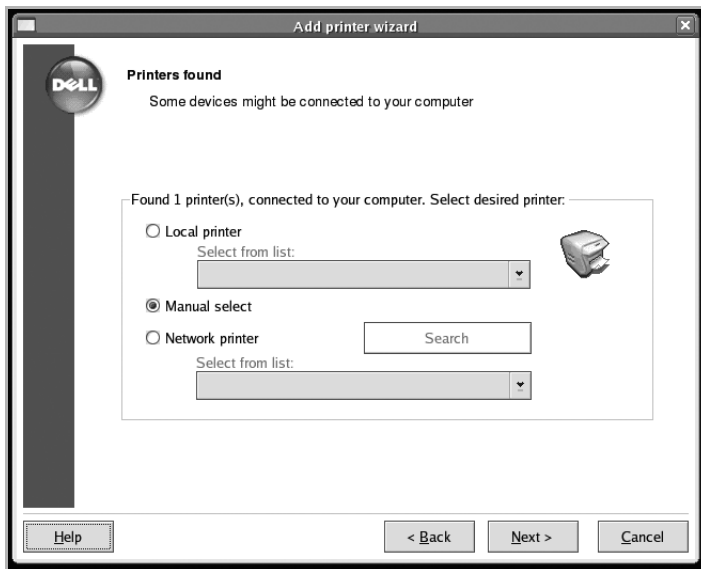 Add printer wizard
DELL
Printers found
Some devices might be connected to your computer
Found 1 printer(s), connected to your computer. Select desired printer:
Local printer
Select from list:
Manual select
Network printer
Search
Select from list:
Help
< Back
Next >
Cancel